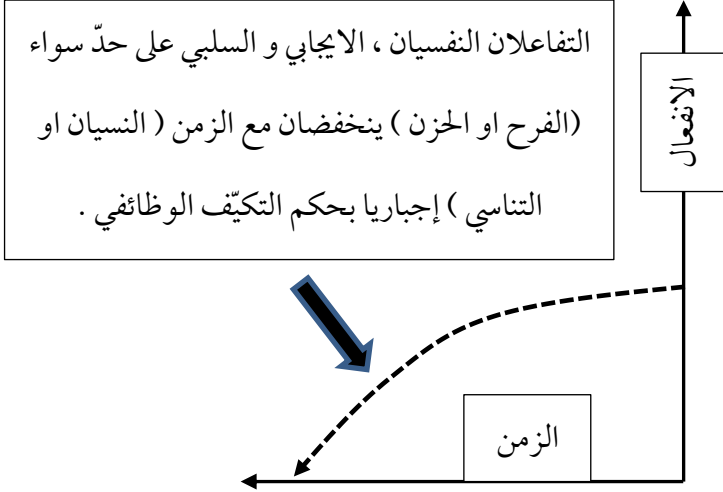 التفاعلان النفسيان ، الايجابي و السلبي على حدّ سواء
(الفرح او الحزن ) ينخفضان مع الزمن ( النسيان او
التناسي ) إجباريا بحكم التكيّف الوظائفي .
الانفعال
الزمن